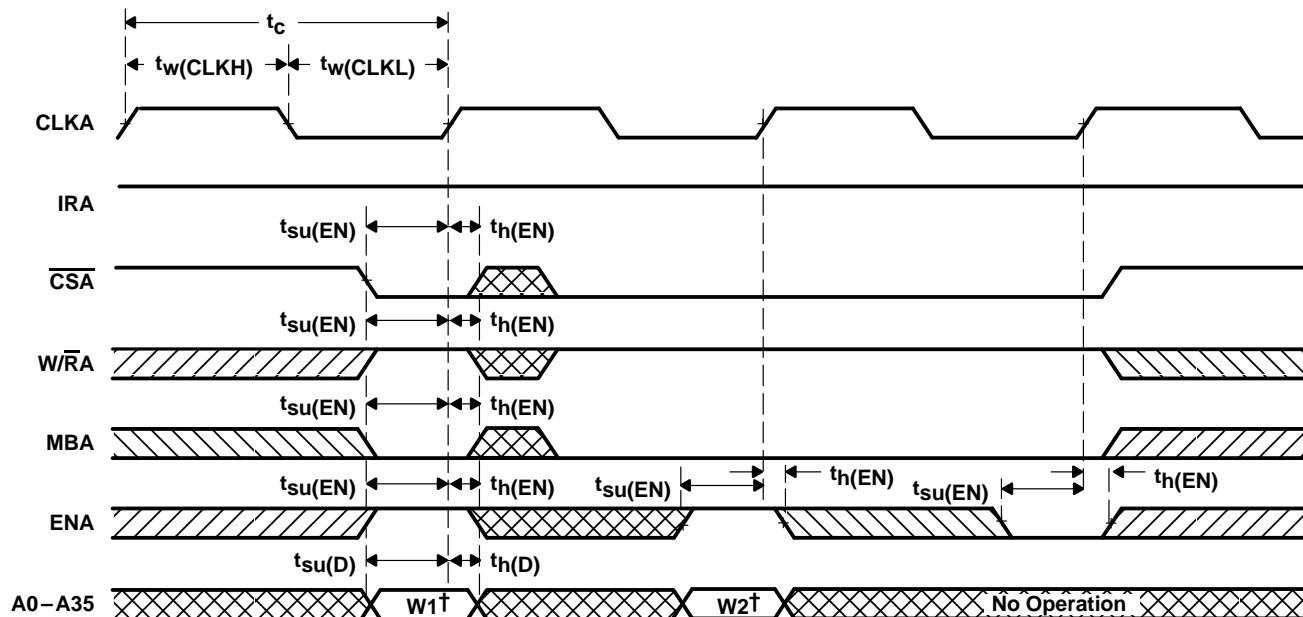 tc
tw(CLKH) tw(CLKL)
CLKA
IRA
tsu(EN) th(EN)
CSA
tsu(EN) th(EN)
W/RA
tsu(EN) th(EN)
MBA
tsu(EN) th(EN) tsu(EN) th(EN) tsu(EN) th(EN)
ENA
tsu(D) th(D)
A0–A35 W1† W2† No Operation